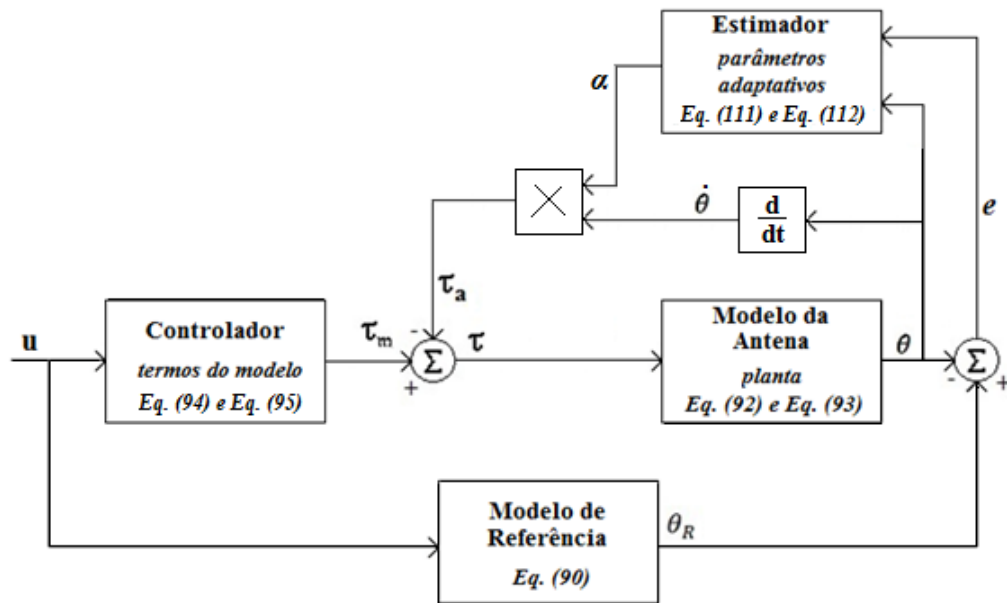 Estimador
parâmetros
adaptativos
Eq. (111) e Eq. (112)
α
θ̇
d
dt
e
τa
u
Controlador
termos do modelo
Eq. (94) e Eq. (95)
τm
-
+
Σ
τ
Modelo da
Antena
planta
Eq. (92) e Eq. (93)
θ
Σ
-
+
Modelo de
Referência
Eq. (90)
θR